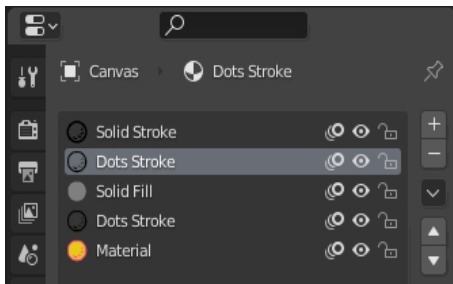 Canvas Dots Stroke
Solid Stroke
Dots Stroke
Solid Fill
Dots Stroke
Material